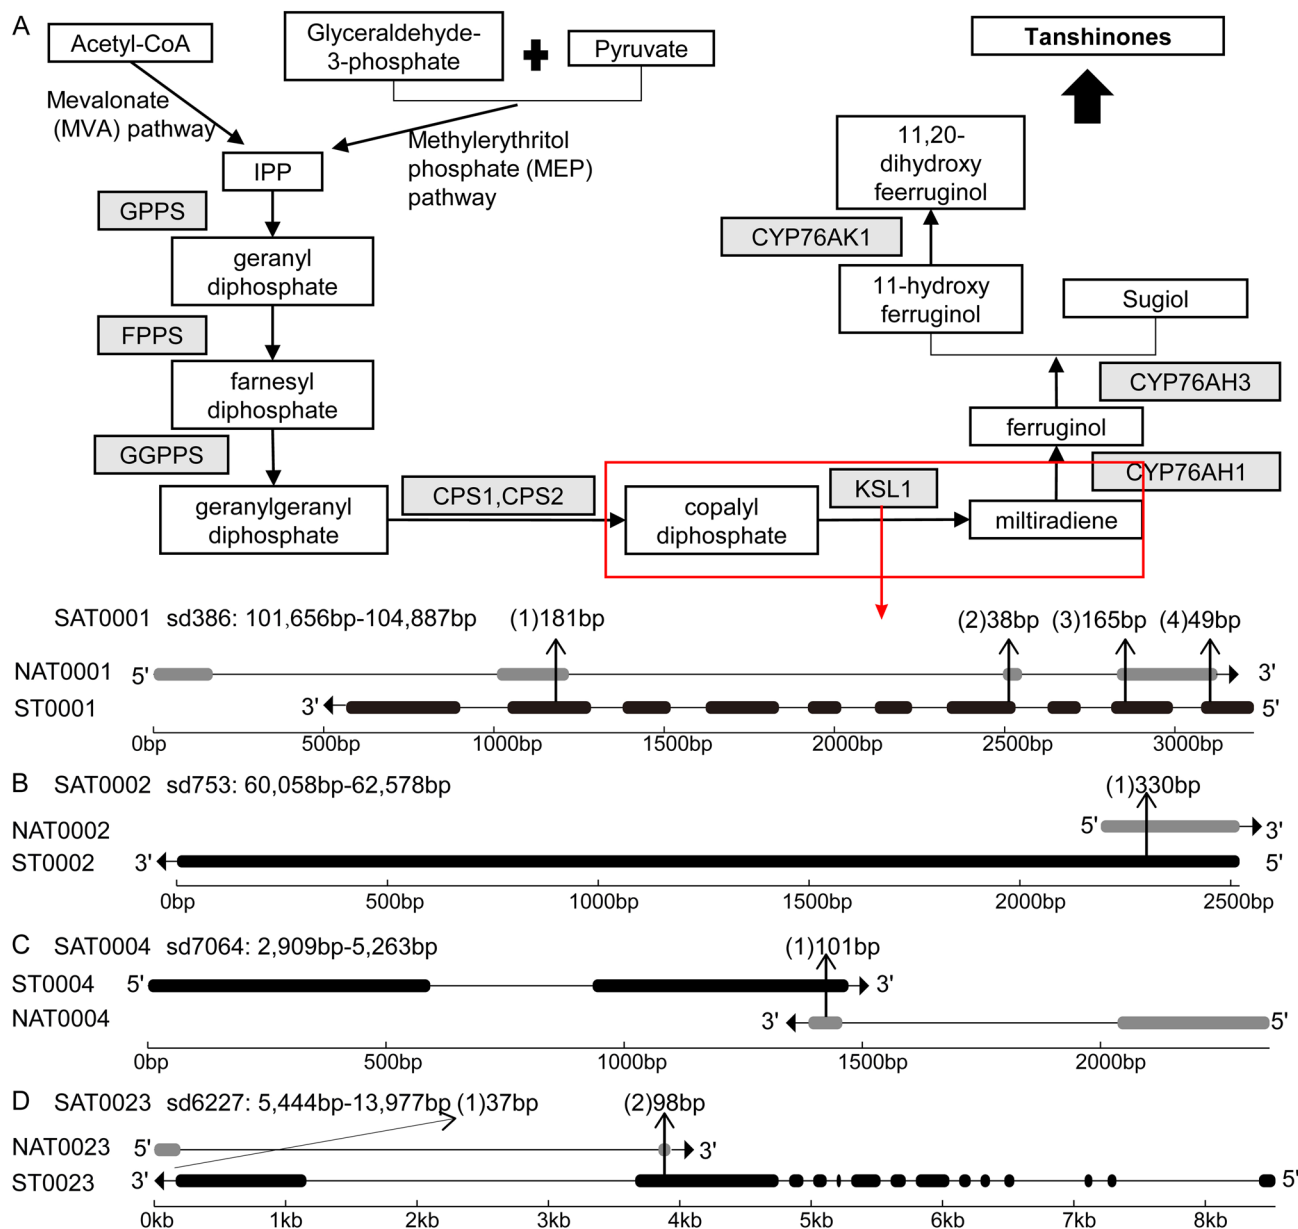 A
Acetyl-CoA
Glyceraldehyde-
3-phosphate
Pyruvate
Tanshinones
Mevalonate
(MVA) pathway
Methylerythritol
phosphate (MEP)
pathway
IPP
GPPS
geranyl
diphosphate
FPPS
farnesyl
diphosphate
GGPPS
geranylgeranyl
diphosphate
CPS1,CPS2
copalyl
diphosphate
KSL1
miltiradiene
CYP76AH1
ferruginol
CYP76AH3
Sugiol
11-hydroxy
ferruginol
CYP76AK1
11,20-
dihydroxy
feerruginol
SAT0001 sd386: 101,656bp-104,887bp (1)181bp (2)38bp (3)165bp (4)49bp
NAT0001 5' 3'
ST0001 3' 5'
0bp 500bp 1000bp 1500bp 2000bp 2500bp 3000bp
B SAT0002 sd753: 60,058bp-62,578bp (1)330bp
NAT0002 5' 3'
ST0002 3' 5'
0bp 500bp 1000bp 1500bp 2000bp 2500bp
C SAT0004 sd7064: 2,909bp-5,263bp (1)101bp
ST0004 5' 3'
NAT0004 3' 5'
0bp 500bp 1000bp 1500bp 2000bp
D SAT0023 sd6227: 5,444bp-13,977bp (1)37bp (2)98bp
NAT0023 5' 3'
ST0023 3' 5'
0kb 1kb 2kb 3kb 4kb 5kb 6kb 7kb 8kb